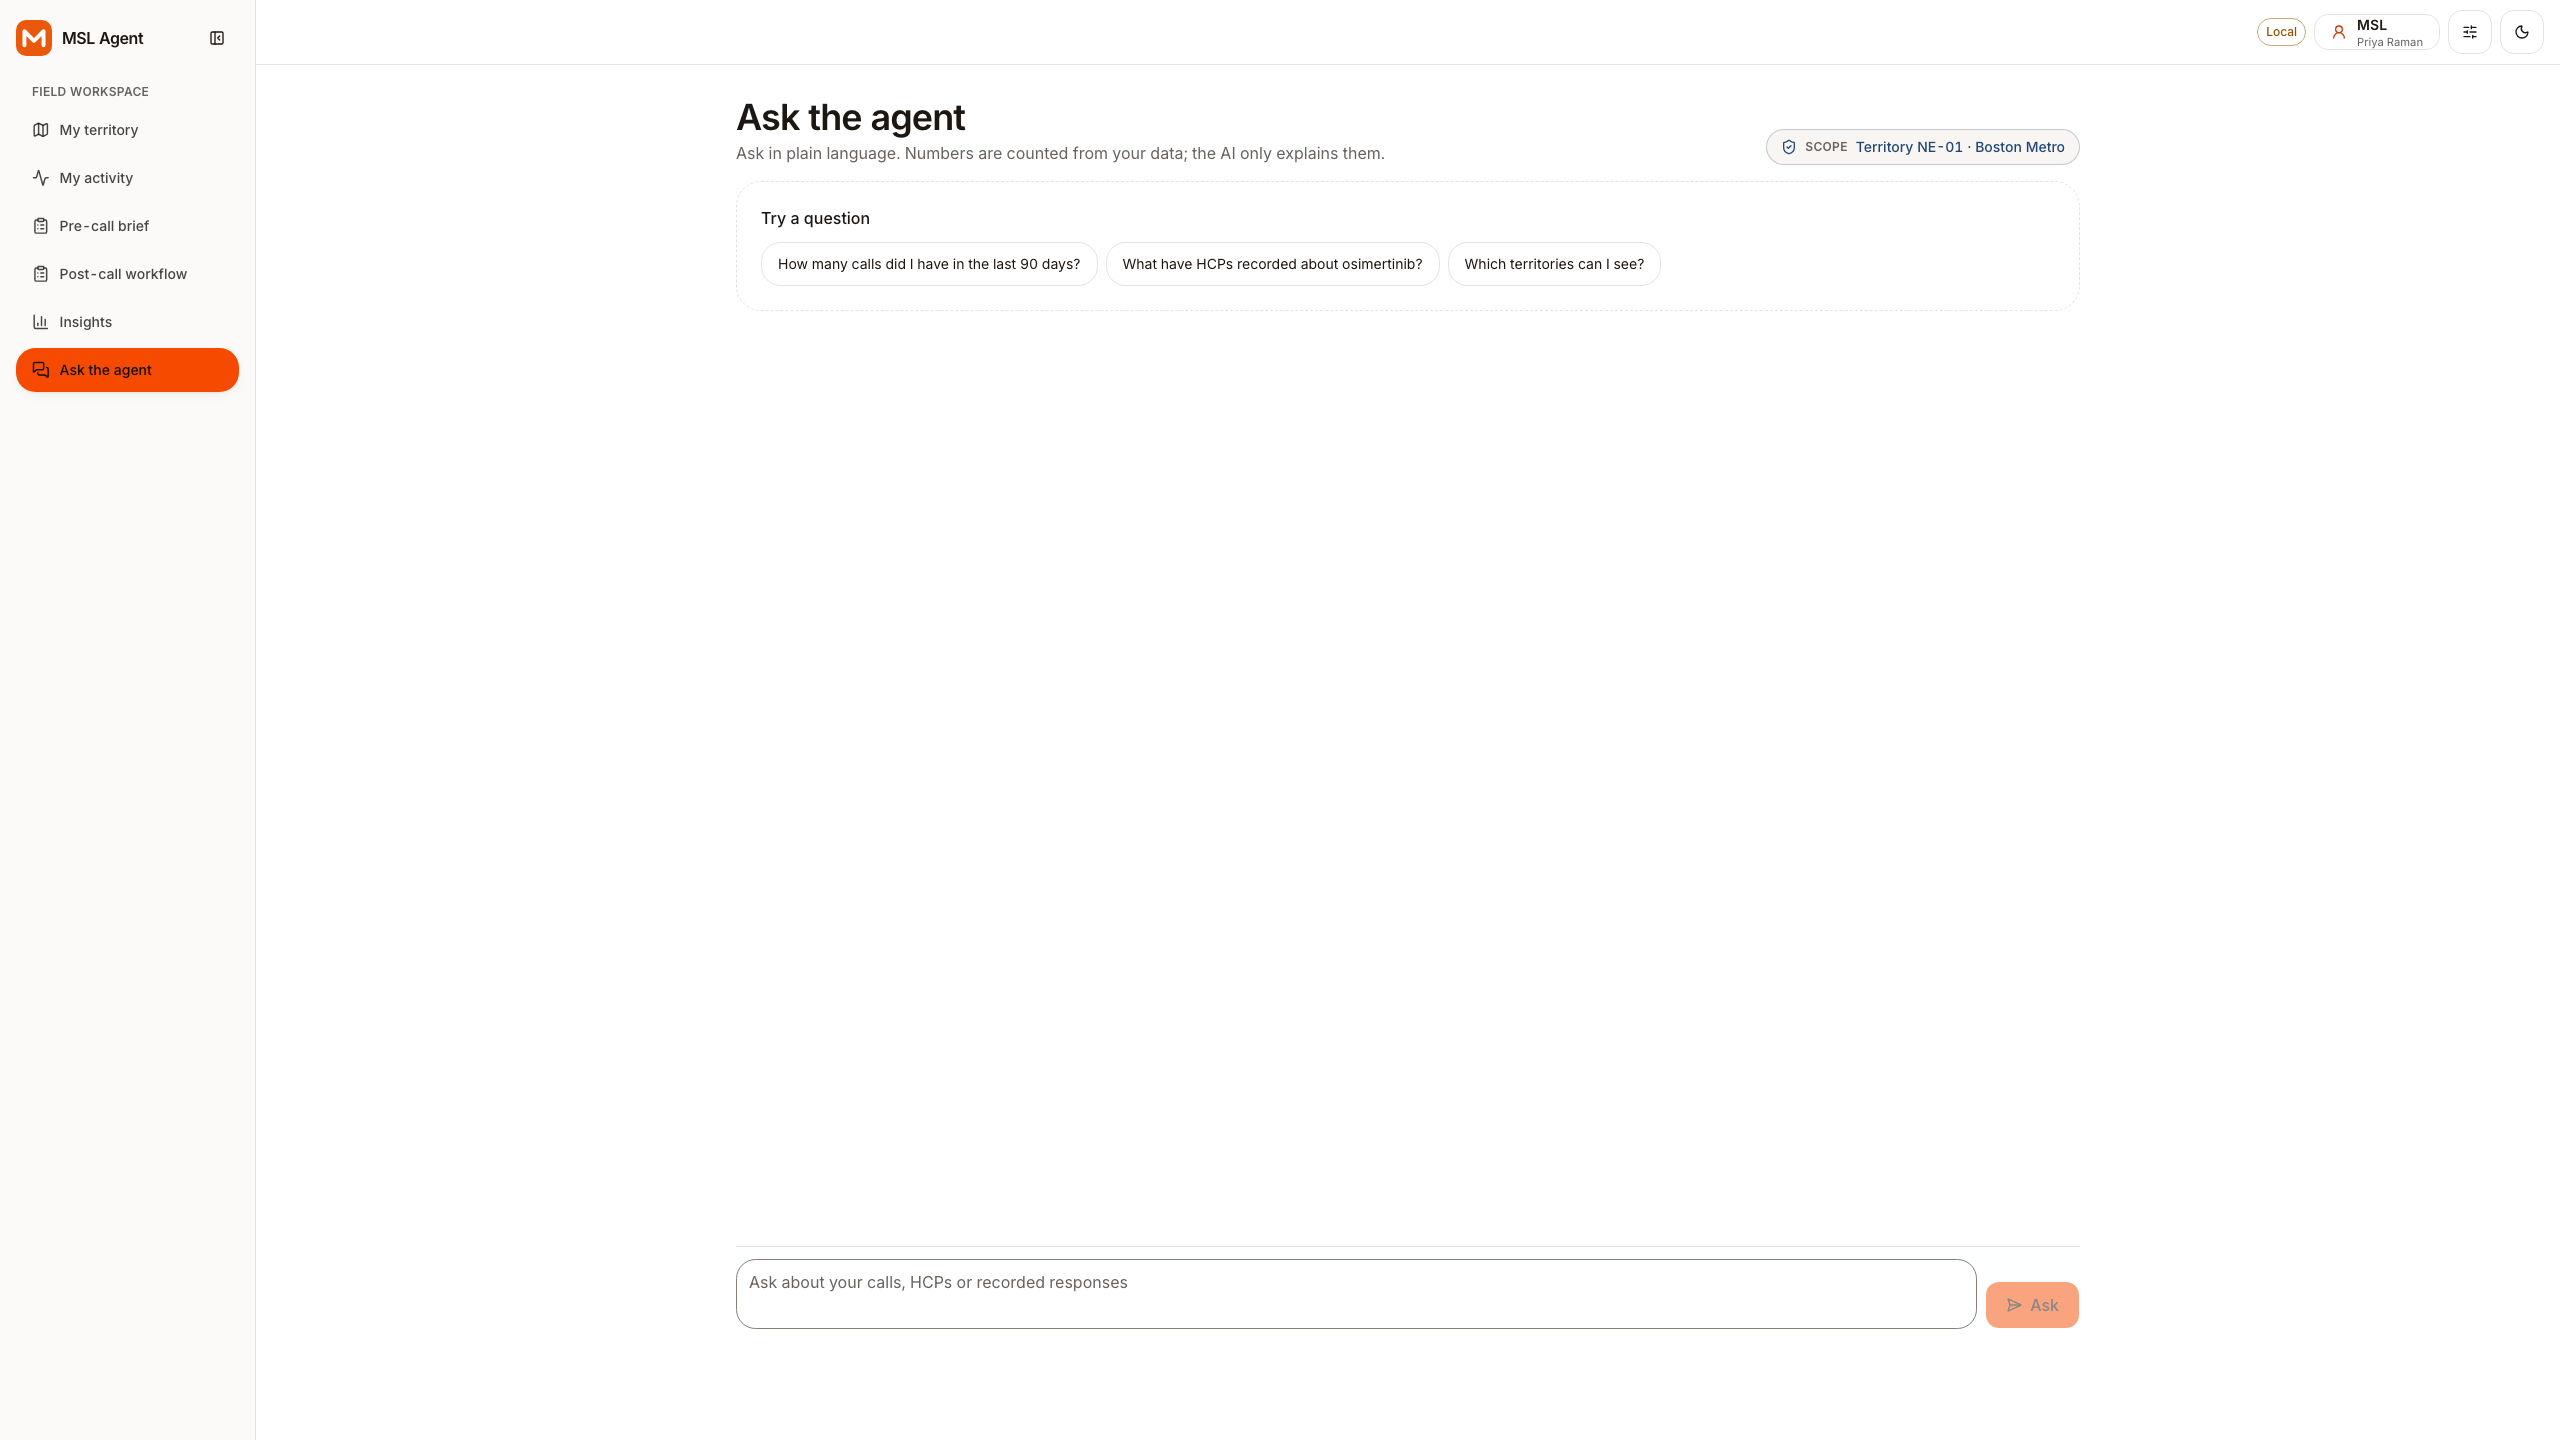 MSL Agent
FIELD WORKSPACE
My territory
My activity
Pre-call brief
Post-call workflow
Insights
Ask the agent
Local
MSL
Priya Raman
Ask the agent
Ask in plain language. Numbers are counted from your data; the AI only explains them.
SCOPE Territory NE-01 · Boston Metro
Try a question
How many calls did I have in the last 90 days?
What have HCPs recorded about osimertinib?
Which territories can I see?
Ask about your calls, HCPs or recorded responses
Ask